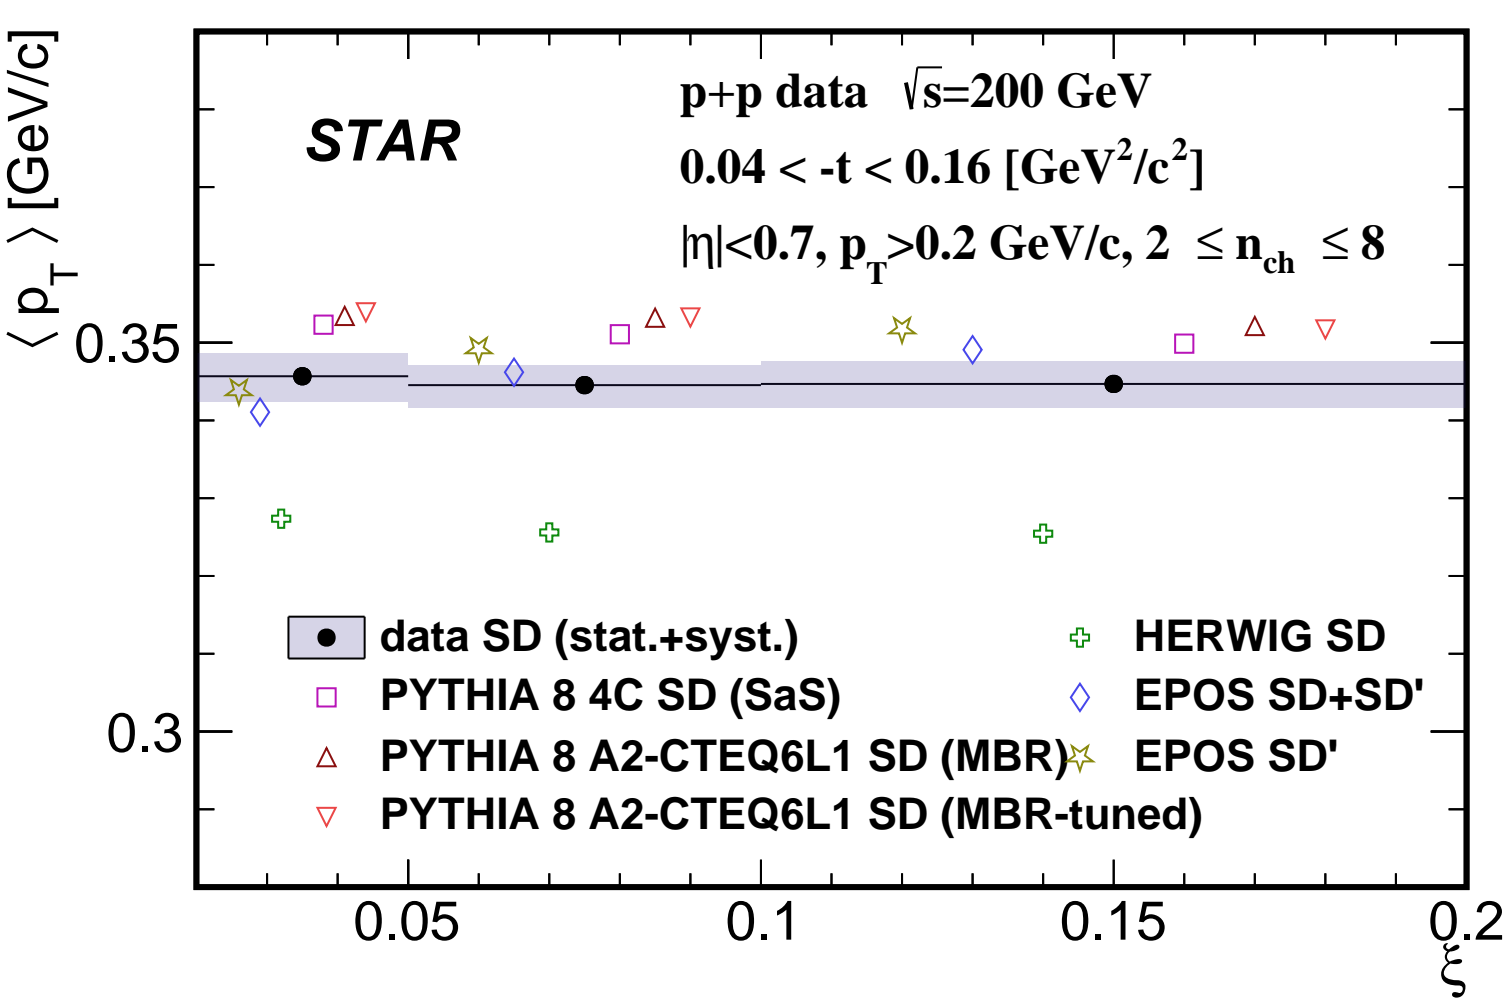 ⟨ p_T ⟩ [GeV/c]
STAR
p+p data √s=200 GeV
0.04 < -t < 0.16 [GeV²/c²]
|η|<0.7, p_T>0.2 GeV/c, 2 ≤ n_ch ≤ 8
0.35
0.3
data SD (stat.+syst.)
PYTHIA 8 4C SD (SaS)
PYTHIA 8 A2-CTEQ6L1 SD (MBR)
PYTHIA 8 A2-CTEQ6L1 SD (MBR-tuned)
HERWIG SD
EPOS SD+SD'
EPOS SD'
0.05 0.1 0.15 0.2
ξ